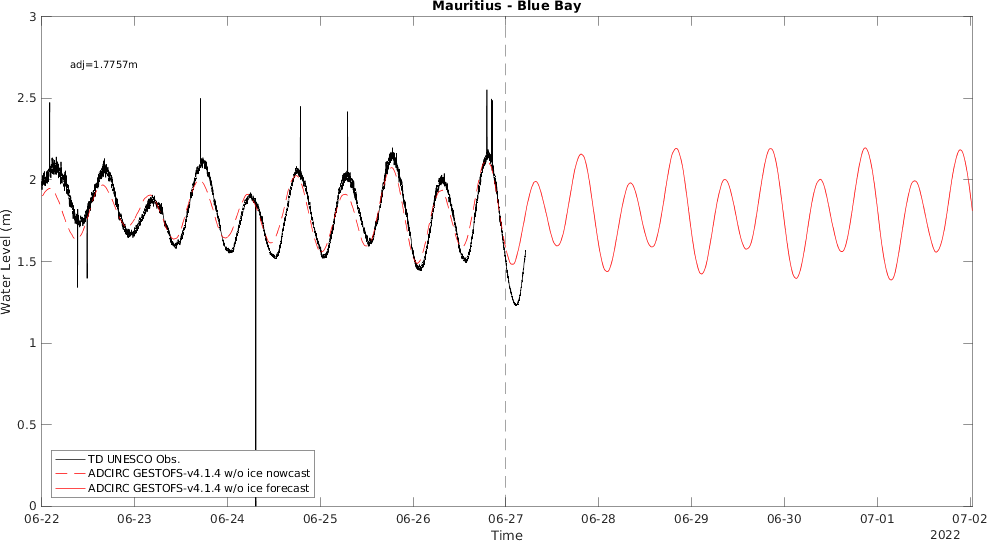 Mauritius - Blue Bay
adj=1.7757m
Water Level (m)
3
2.5
2
1.5
1
0.5
0
TD UNESCO Obs.
ADCIRC GESTOFS-v4.1.4 w/o ice nowcast
ADCIRC GESTOFS-v4.1.4 w/o ice forecast
06-22 06-23 06-24 06-25 06-26 06-27 06-28 06-29 06-30 07-01 07-02
Time
2022